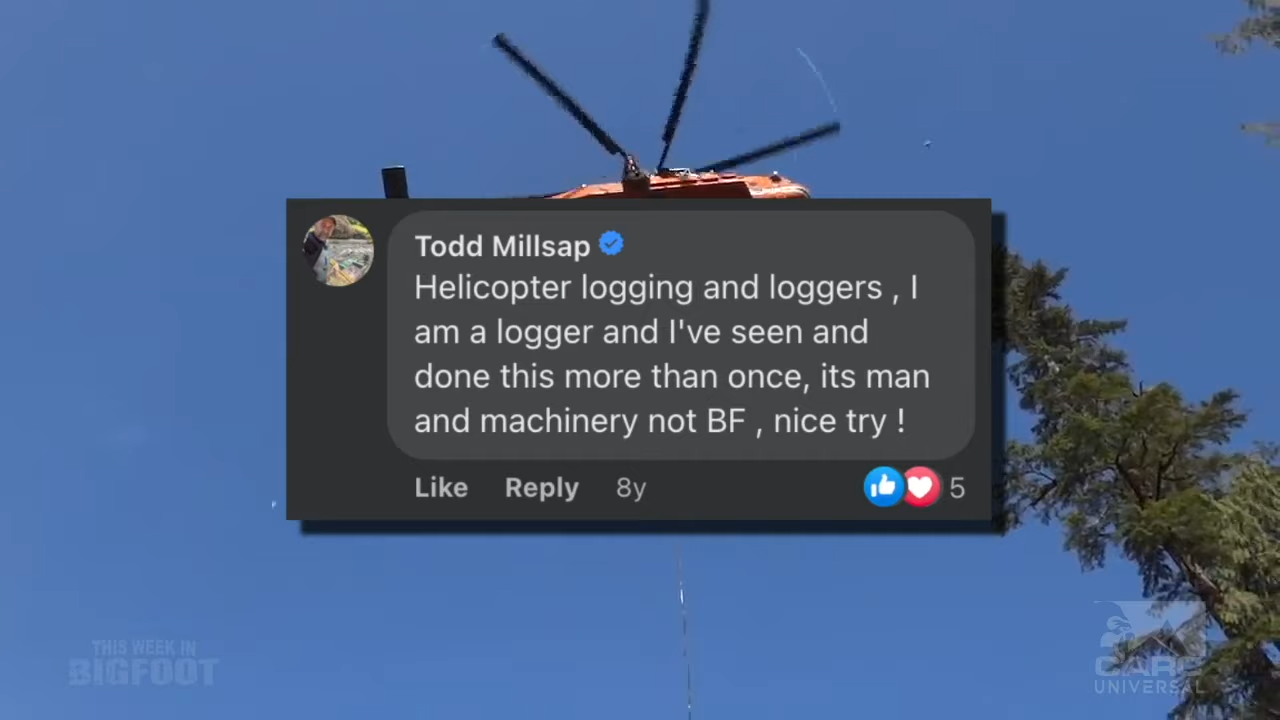 Todd Millsap
Helicopter logging and loggers , I
am a logger and I've seen and
done this more than once, its man
and machinery not BF , nice try !
Like Reply 8y 5
THIS WEEK IN
BIGFOOT
CARG
UNIVERSAL